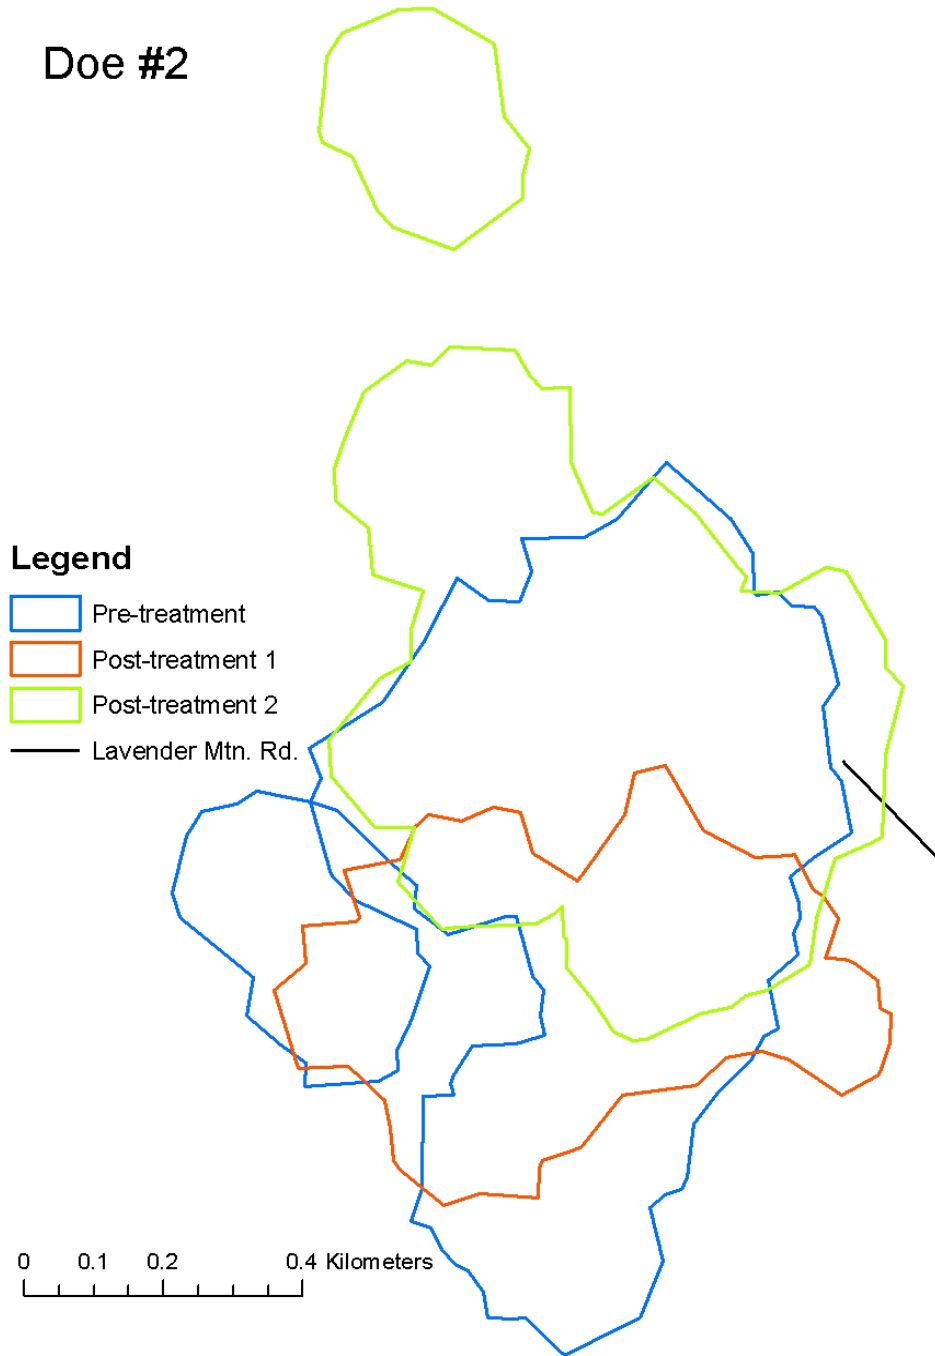 Doe #2
Legend
Pre-treatment
Post-treatment 1
Post-treatment 2
Lavender Mtn. Rd.
0 0.1 0.2 0.4 Kilometers